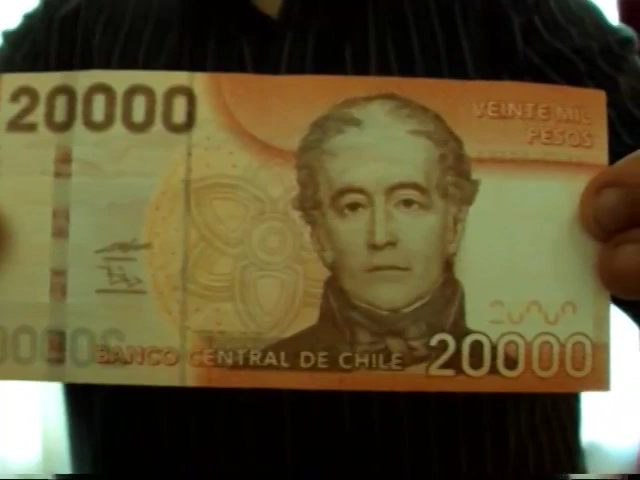 20000
VEINTE MIL
PESOS
BANCO CENTRAL DE CHILE
20000